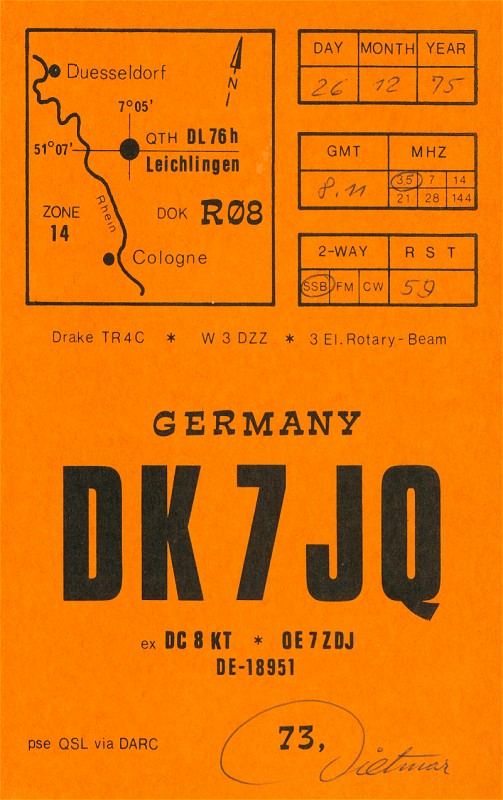 Duesseldorf
N
7°05'
QTH DL76h
51°07'
Leichlingen
ZONE
14
Rhein
DOK RØ8
Cologne
DAY MONTH YEAR
26 12 75
GMT MHZ
8.11 3,5 7 14
21 28 144
2-WAY R S T
SSB FM CW 59
Drake TR4C * W 3 DZZ * 3 El. Rotary-Beam
GERMANY
DK7JQ
ex DC 8 KT * OE 7 ZDJ
DE-18951
pse QSL via DARC
73, Dietmar